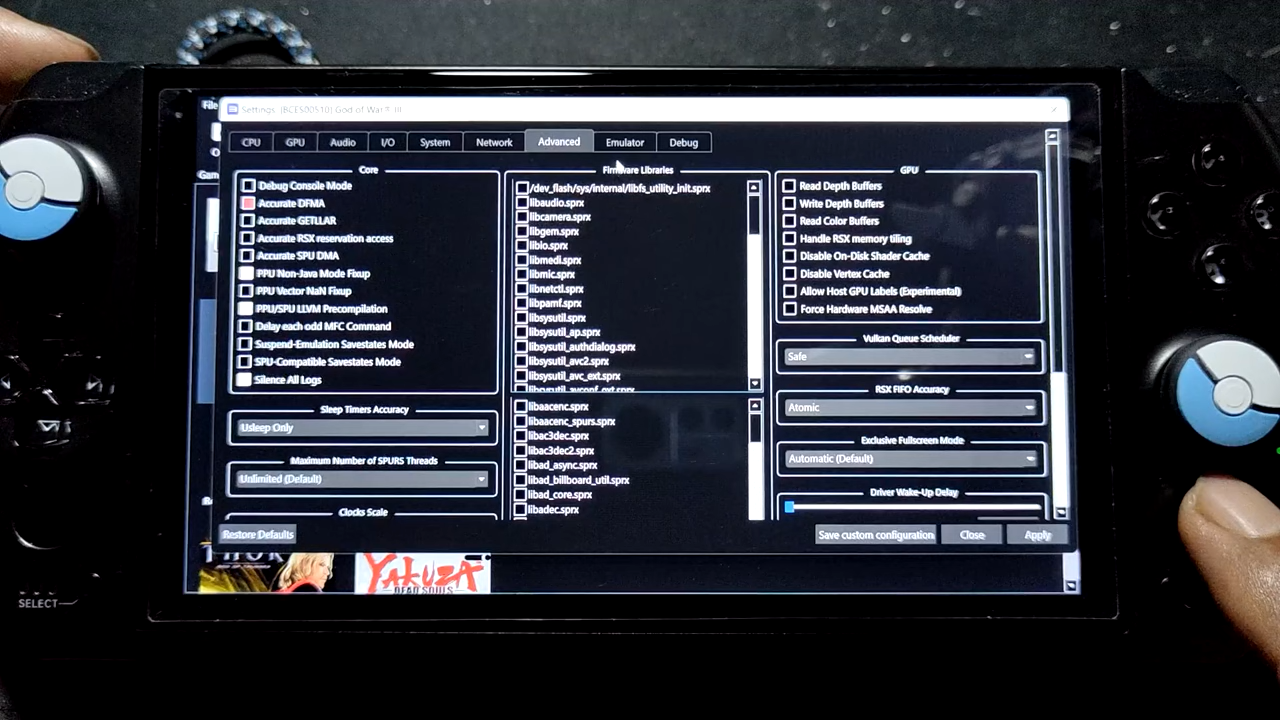 File
Settings: [BCES00510] God of War® III
CPU
GPU
Audio
I/O
System
Network
Advanced
Emulator
Debug
Core
Debug Console Mode
Accurate DFMA
Accurate GETLLAR
Accurate RSX reservation access
Accurate SPU DMA
PPU Non-Java Mode Fixup
PPU Vector NaN Fixup
PPU/SPU LLVM Precompilation
Delay each odd MFC Command
Suspend-Emulation Savestates Mode
SPU-Compatible Savestates Mode
Silence All Logs
Sleep Timers Accuracy
Usleep Only
Maximum Number of SPURS Threads
Unlimited (Default)
Clocks Scale
Firmware Libraries
/dev_flash/sys/internal/libfs_utility_init.sprx
libaudio.sprx
libcamera.sprx
libgem.sprx
libio.sprx
libmedi.sprx
libmic.sprx
libnetctl.sprx
libpamf.sprx
libsysutil.sprx
libsysutil_ap.sprx
libsysutil_authdialog.sprx
libsysutil_avc2.sprx
libsysutil_avc_ext.sprx
libsysutil_avconf_ext.sprx
libaacenc.sprx
libaacenc_spurs.sprx
libac3dec.sprx
libac3dec2.sprx
libad_async.sprx
libad_billboard_util.sprx
libad_core.sprx
libadec.sprx
GPU
Read Depth Buffers
Write Depth Buffers
Read Color Buffers
Handle RSX memory tiling
Disable On-Disk Shader Cache
Disable Vertex Cache
Allow Host GPU Labels (Experimental)
Force Hardware MSAA Resolve
Vulkan Queue Scheduler
Safe
RSX FIFO Accuracy
Atomic
Exclusive Fullscreen Mode
Automatic (Default)
Driver Wake-Up Delay
Restore Defaults
Save custom configuration
Close
Apply
THOR
YAKUZA
DEAD SOULS
SELECT